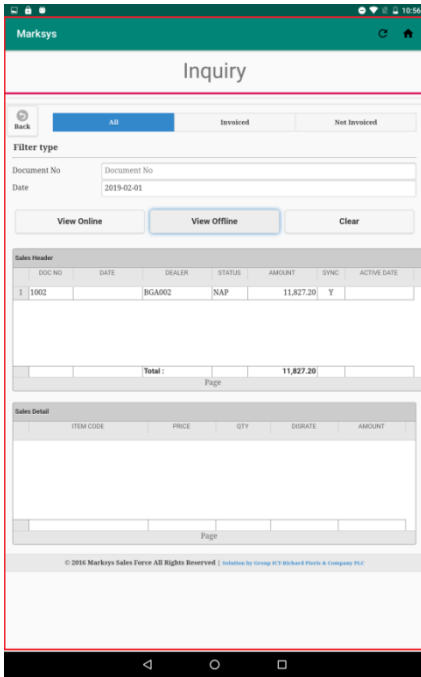 10:56
Marksys
Inquiry
Back
All Invoiced Not Invoiced
Filter type
Document No Document No
Date 2019-02-01
View Online View Offline Clear
Sales Header
DOC NO DATE DEALER STATUS AMOUNT SYNC ACTIVE DATE
1 1002 BGA002 NAP 11,827.20 Y
Total : 11,827.20
Page
Sales Detail
ITEM CODE PRICE QTY DISRATE AMOUNT
Page
© 2016 Marksys Sales Force All Rights Reserved | Solution by Group ICT-Richard Pieris & Company PLC